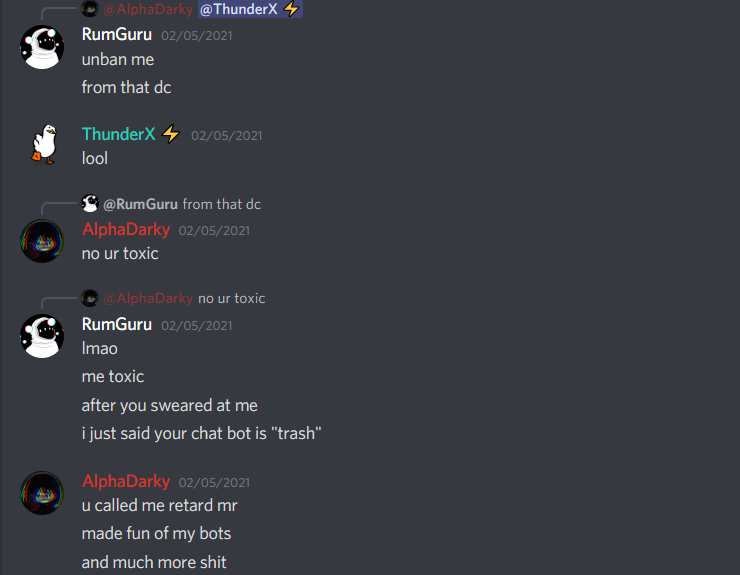 @AlphaDarky @ThunderX ⚡
RumGuru 02/05/2021
unban me
from that dc
ThunderX ⚡ 02/05/2021
lool
@RumGuru from that dc
AlphaDarky 02/05/2021
no ur toxic
@AlphaDarky no ur toxic
RumGuru 02/05/2021
lmao
me toxic
after you sweared at me
i just said your chat bot is "trash"
AlphaDarky 02/05/2021
u called me retard mr
made fun of my bots
and much more shit